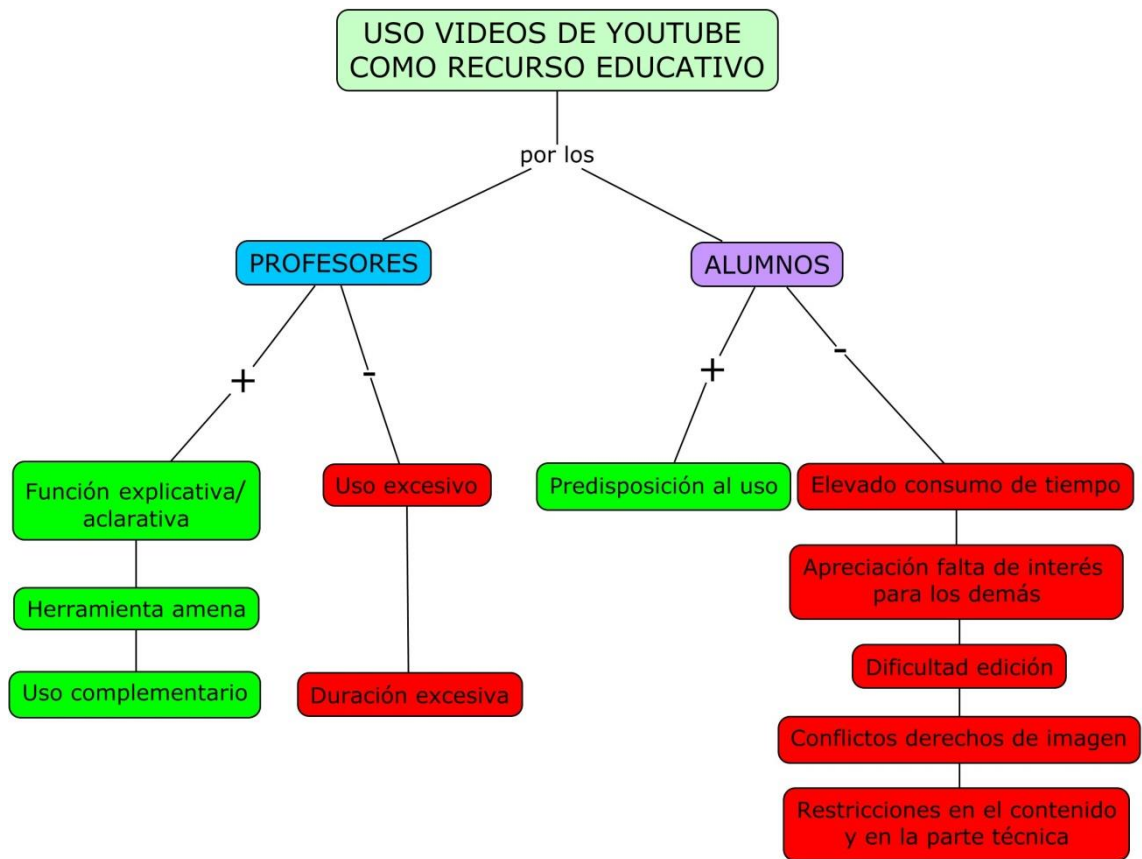 USO VIDEOS DE YOUTUBE
COMO RECURSO EDUCATIVO
por los
PROFESORES
ALUMNOS
+
-
+
-
Función explicativa/
aclarativa
Herramienta amena
Uso complementario
Uso excesivo
Duración excesiva
Predisposición al uso
Elevado consumo de tiempo
Apreciación falta de interés
para los demás
Dificultad edición
Conflictos derechos de imagen
Restricciones en el contenido
y en la parte técnica